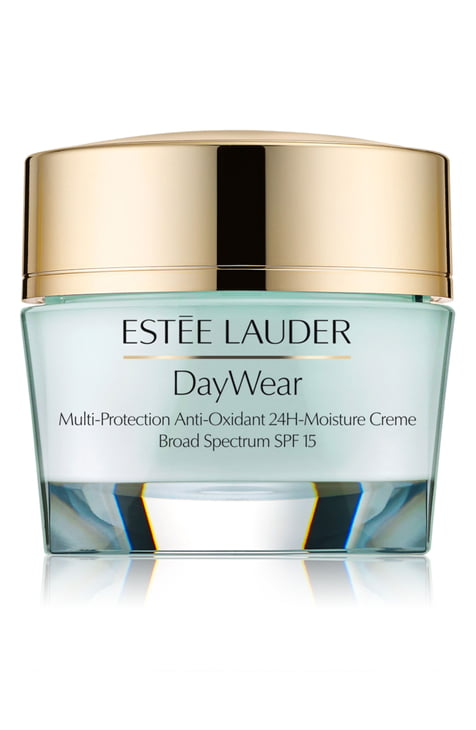 ESTĒE LAUDER
DayWear
Multi-Protection Anti-Oxidant 24H-Moisture Creme
Broad Spectrum SPF 15